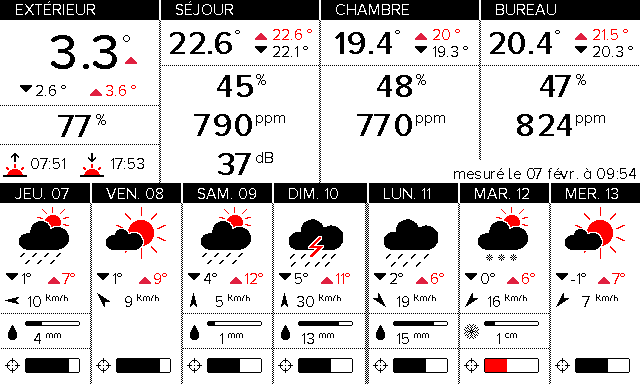 EXTÉRIEUR SÉJOUR CHAMBRE BUREAU
3.3° 22.6° 22.6° 22.1° 19.4° 20° 19.3° 20.4° 21.5° 20.3°
2.6° 3.6° 45% 48% 47%
77% 790ppm 770ppm 824ppm
07:51 17:53 37dB
mesuré le 07 févr. à 09:54
JEU. 07 VEN. 08 SAM. 09 DIM. 10 LUN. 11 MAR. 12 MER. 13
1° 7° 1° 9° 4° 12° 5° 11° 2° 6° 0° 6° -1° 7°
10 Km/h 9 Km/h 5 Km/h 30 Km/h 19 Km/h 16 Km/h 7 Km/h
4 mm 1 mm 13 mm 15 mm 1 cm